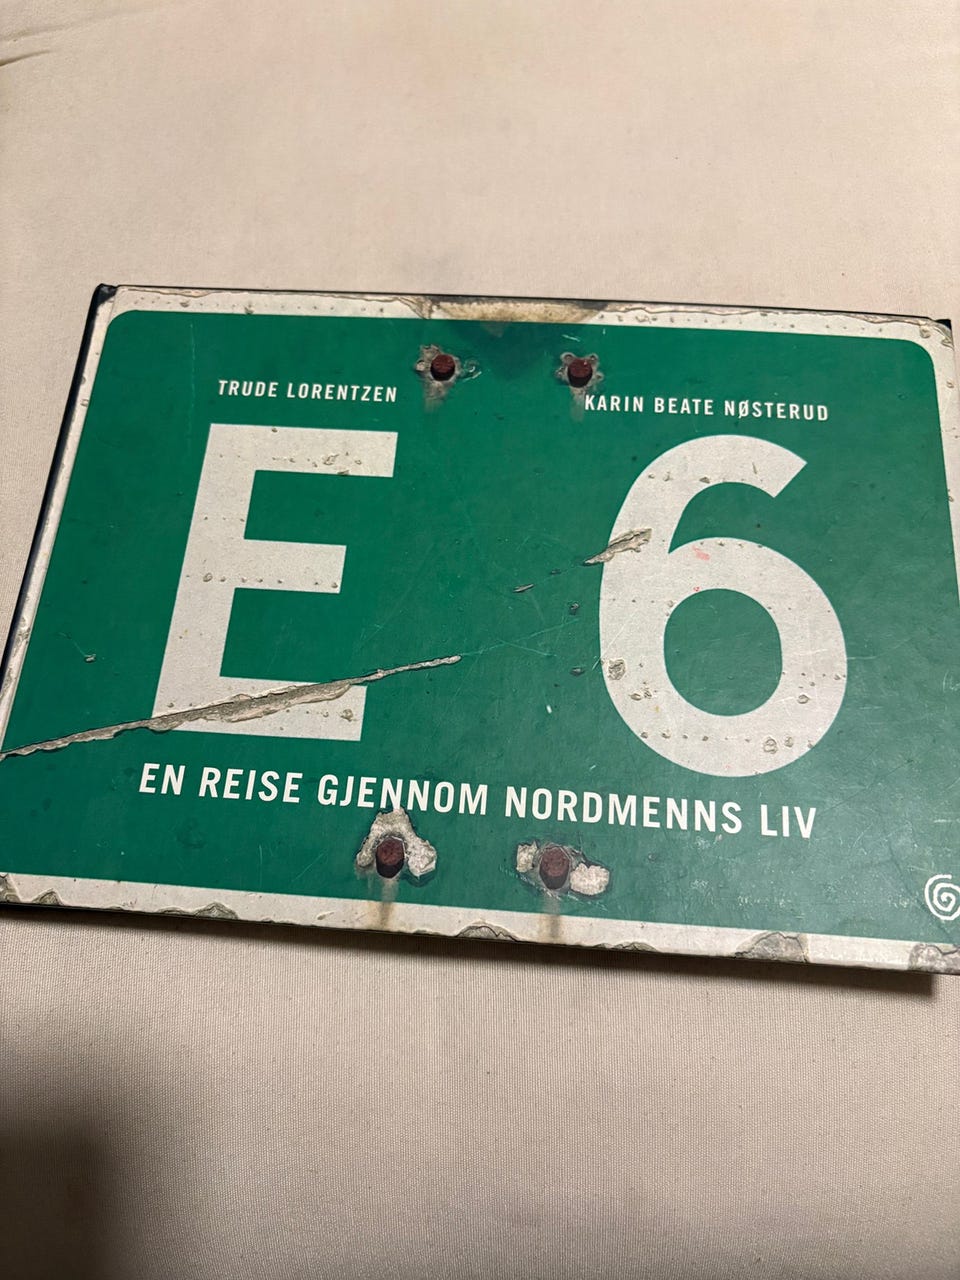 TRUDE LORENTZEN
KARIN BEATE NØSTERUD
E 6
EN REISE GJENNOM NORDMENNS LIV